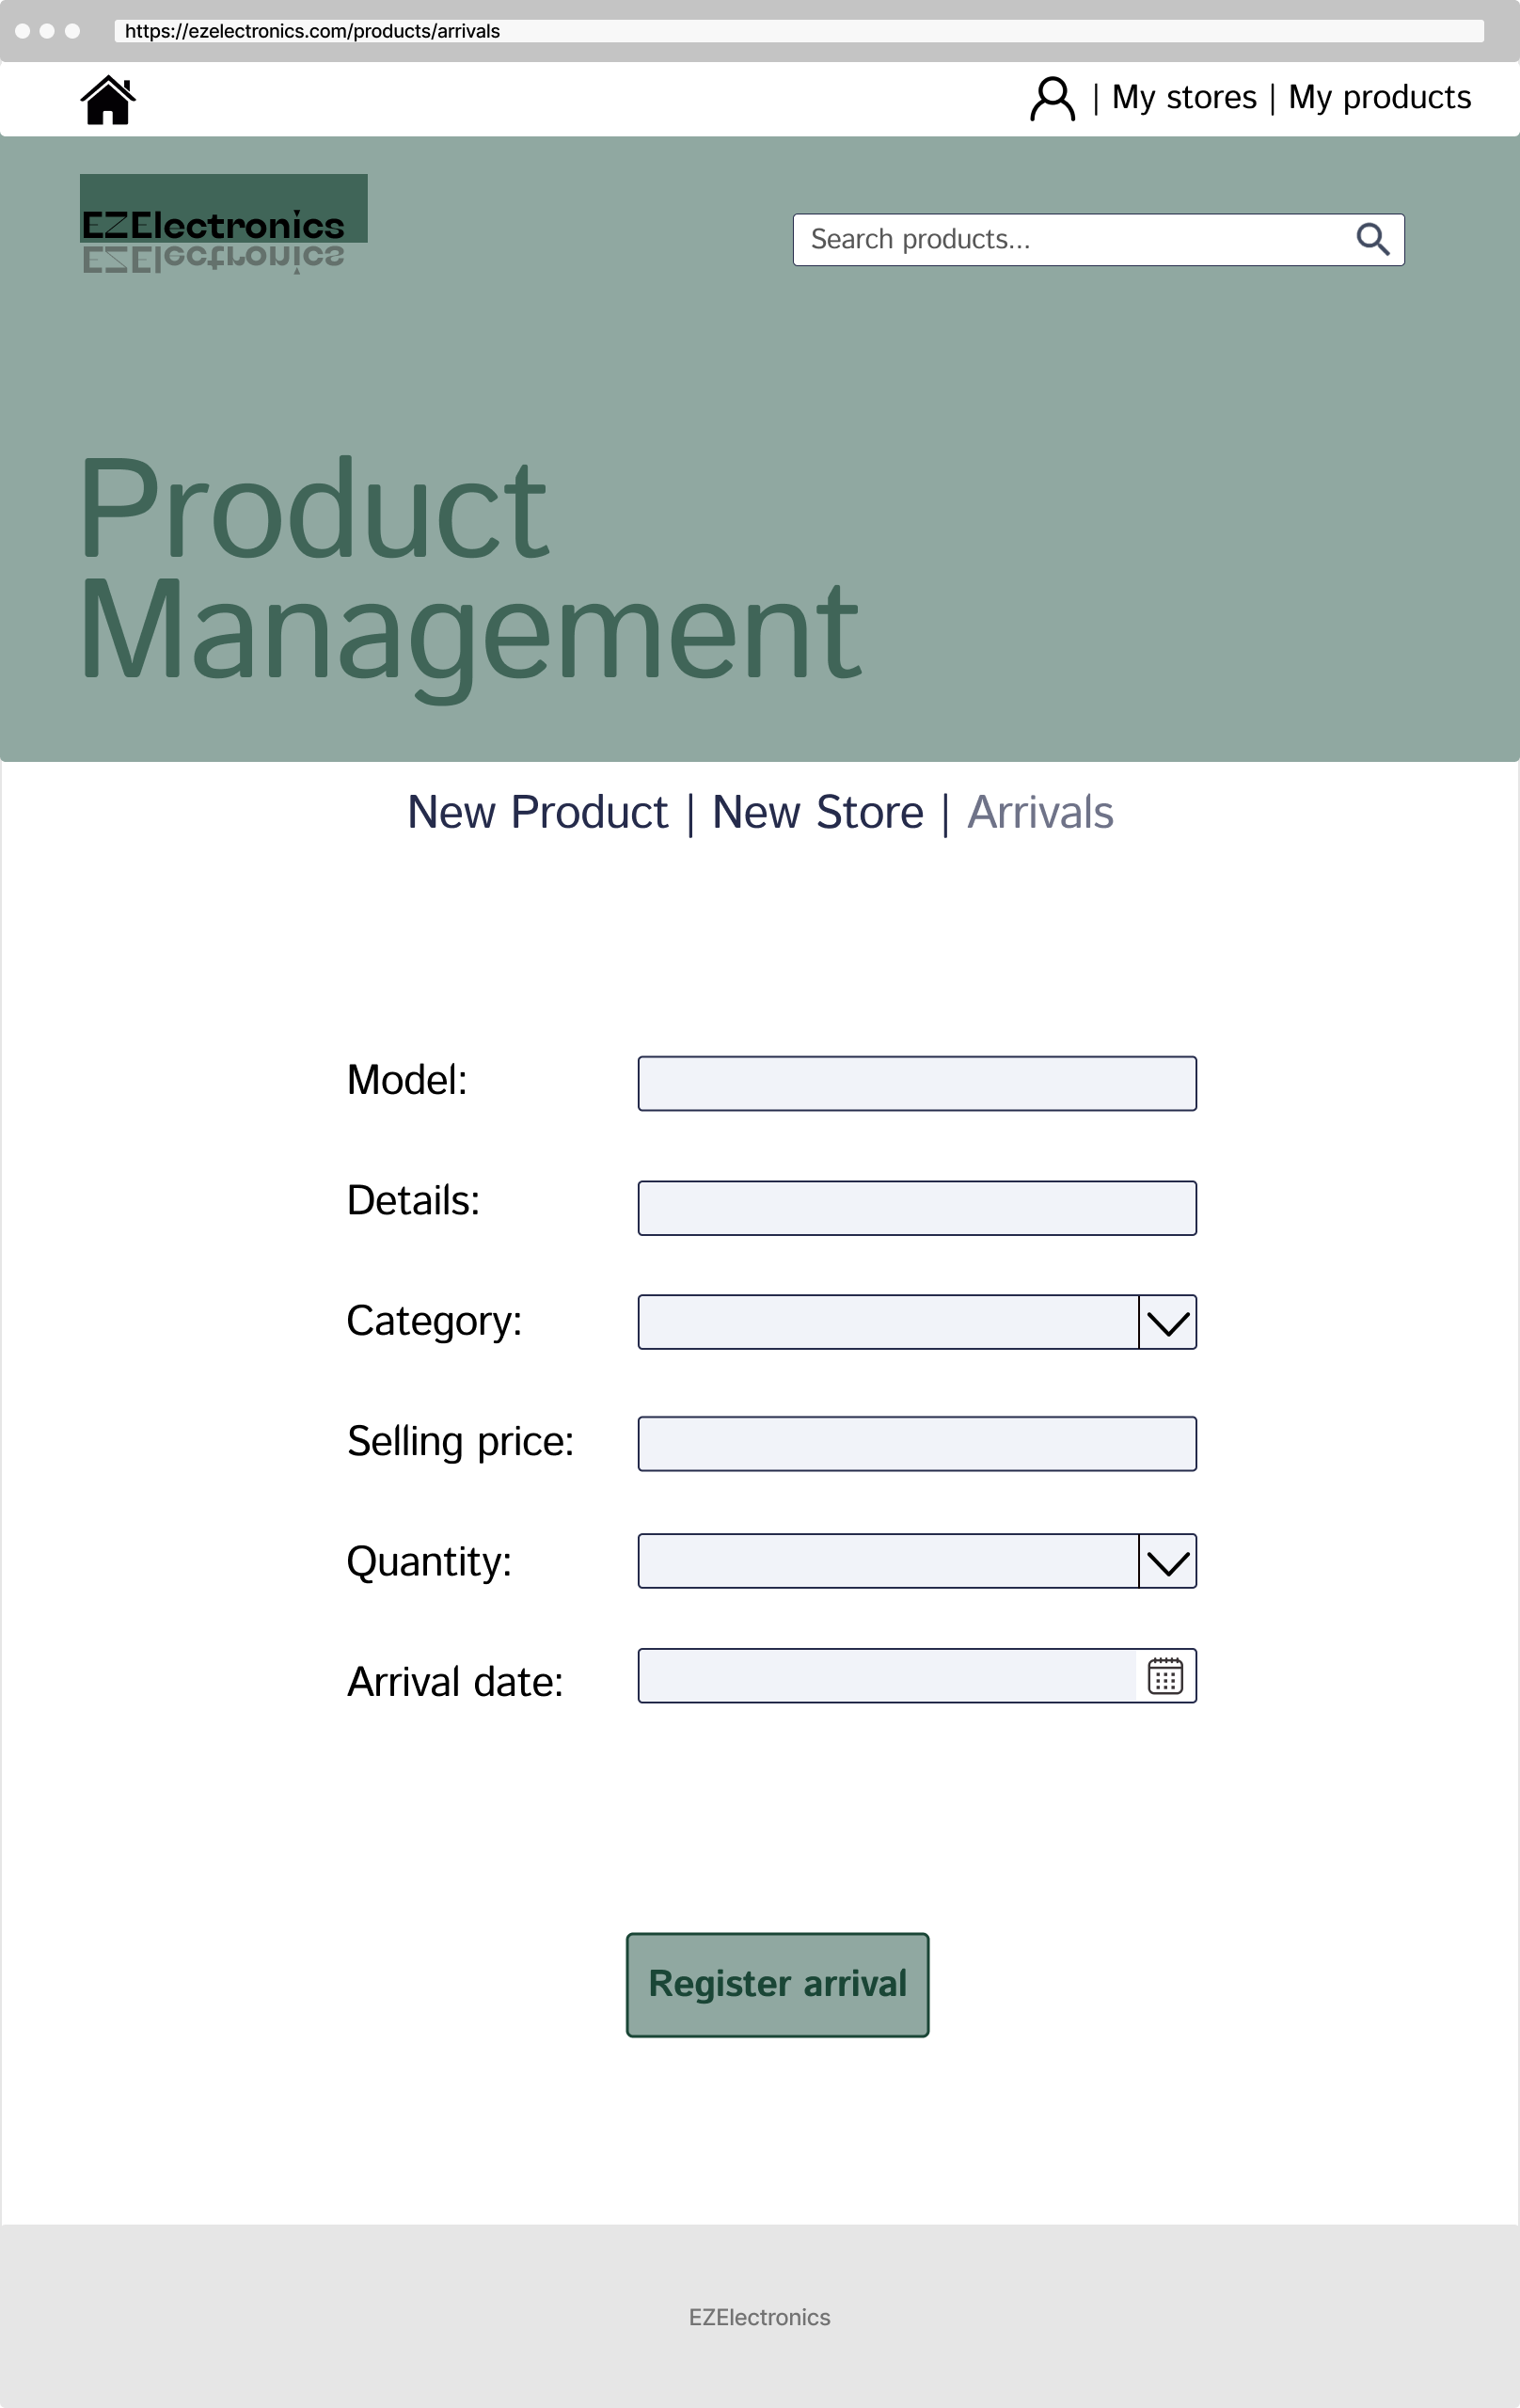 https://ezelectronics.com/products/arrivals
| My stores | My products
EZElectronics
EZElectronics
Search products...
Product
Management
New Product | New Store | Arrivals
Model:
Details:
Category:
Selling price:
Quantity:
Arrival date:
Register arrival
EZElectronics